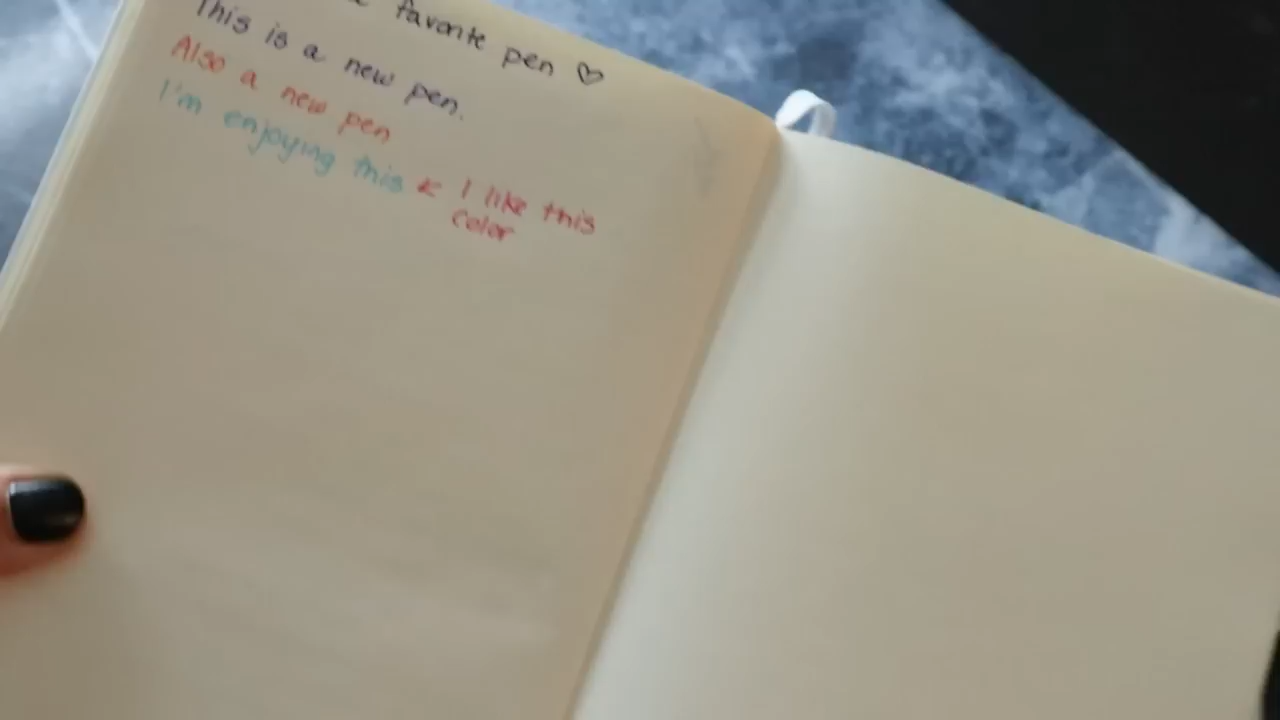 favorite pen ♡
This is a new pen.
Also a new pen
I'm enjoying this ← I like this
color